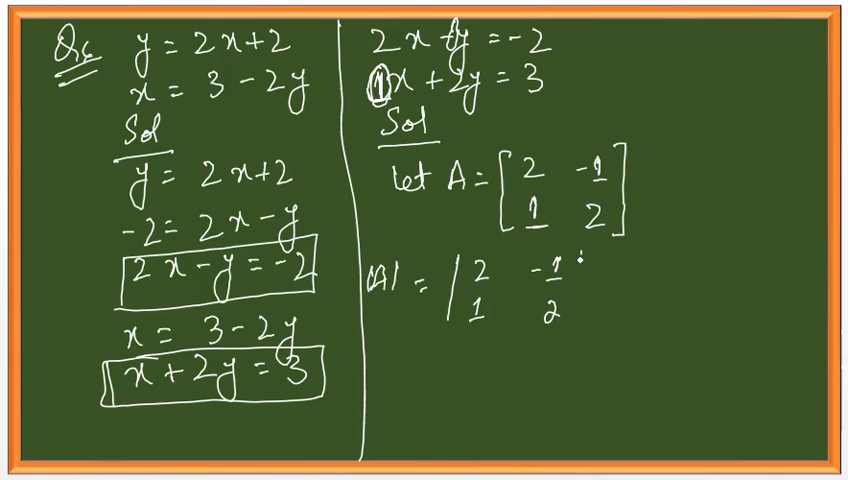 Q6 y = 2x+2
x = 3 - 2y
Sol
y = 2x+2
-2 = 2x - y
2x - y = -2
x = 3 - 2y
x + 2y = 3
2x - y = -2
1x + 2y = 3
Sol
Let A = [ 2 -1
1 2 ]
|A| = | 2 -1
1 2